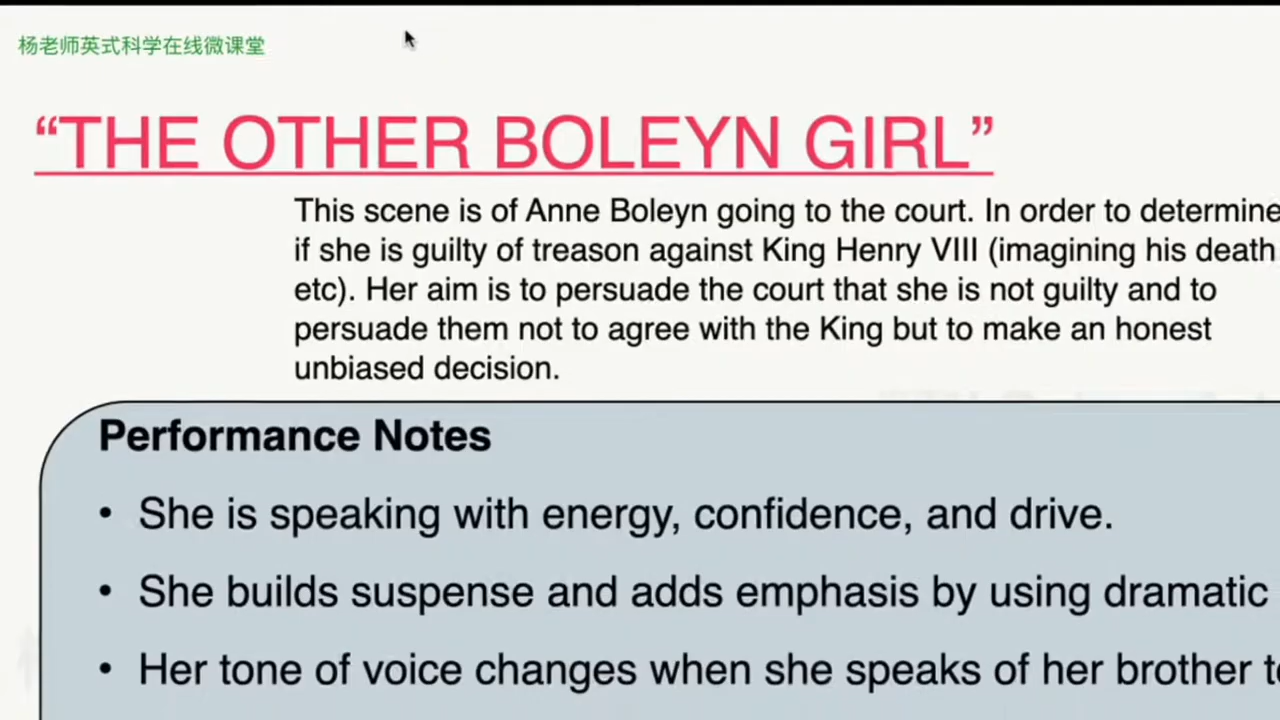 杨老师英式科学在线微课堂
“THE OTHER BOLEYN GIRL”
This scene is of Anne Boleyn going to the court. In order to determine
if she is guilty of treason against King Henry VIII (imagining his death
etc). Her aim is to persuade the court that she is not guilty and to
persuade them not to agree with the King but to make an honest
unbiased decision.
Performance Notes
• She is speaking with energy, confidence, and drive.
• She builds suspense and adds emphasis by using dramatic
• Her tone of voice changes when she speaks of her brother